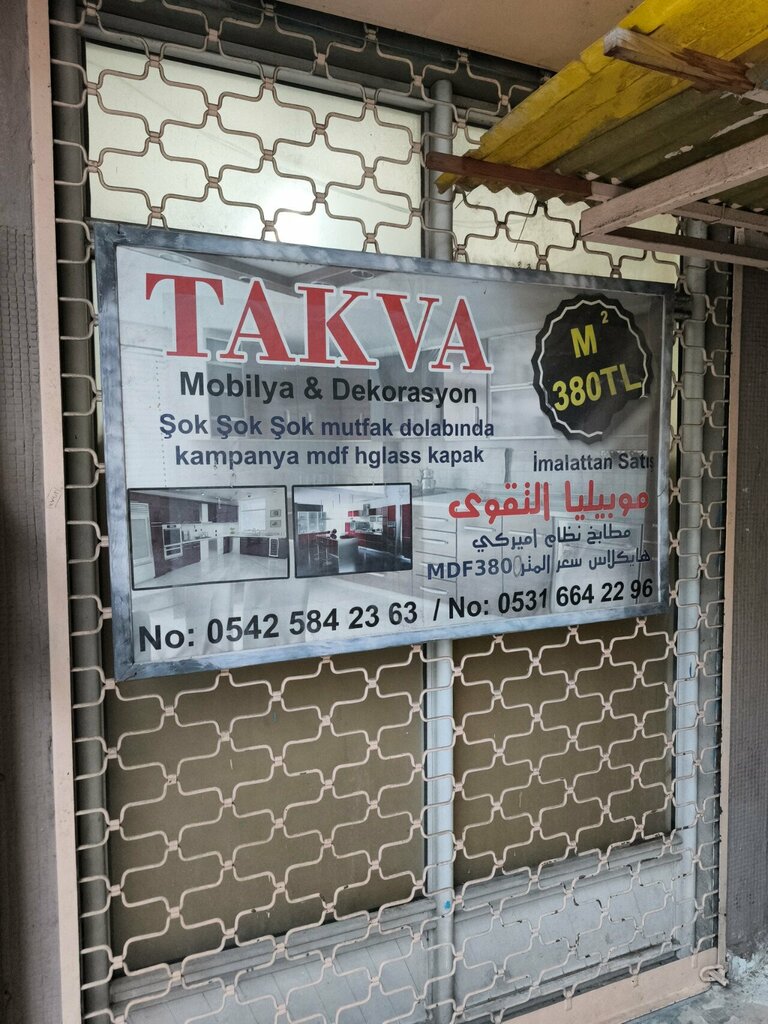 TAKVA
Mobilya & Dekorasyon
M²
380TL
Şok Şok Şok mutfak dolabında
kampanya mdf hglass kapak
İmalattan Satış
موبيليا التقوى
مطابخ نظام اميركي
هايكلاس سعر المتر MDF380
No: 0542 584 23 63 / No: 0531 664 22 96